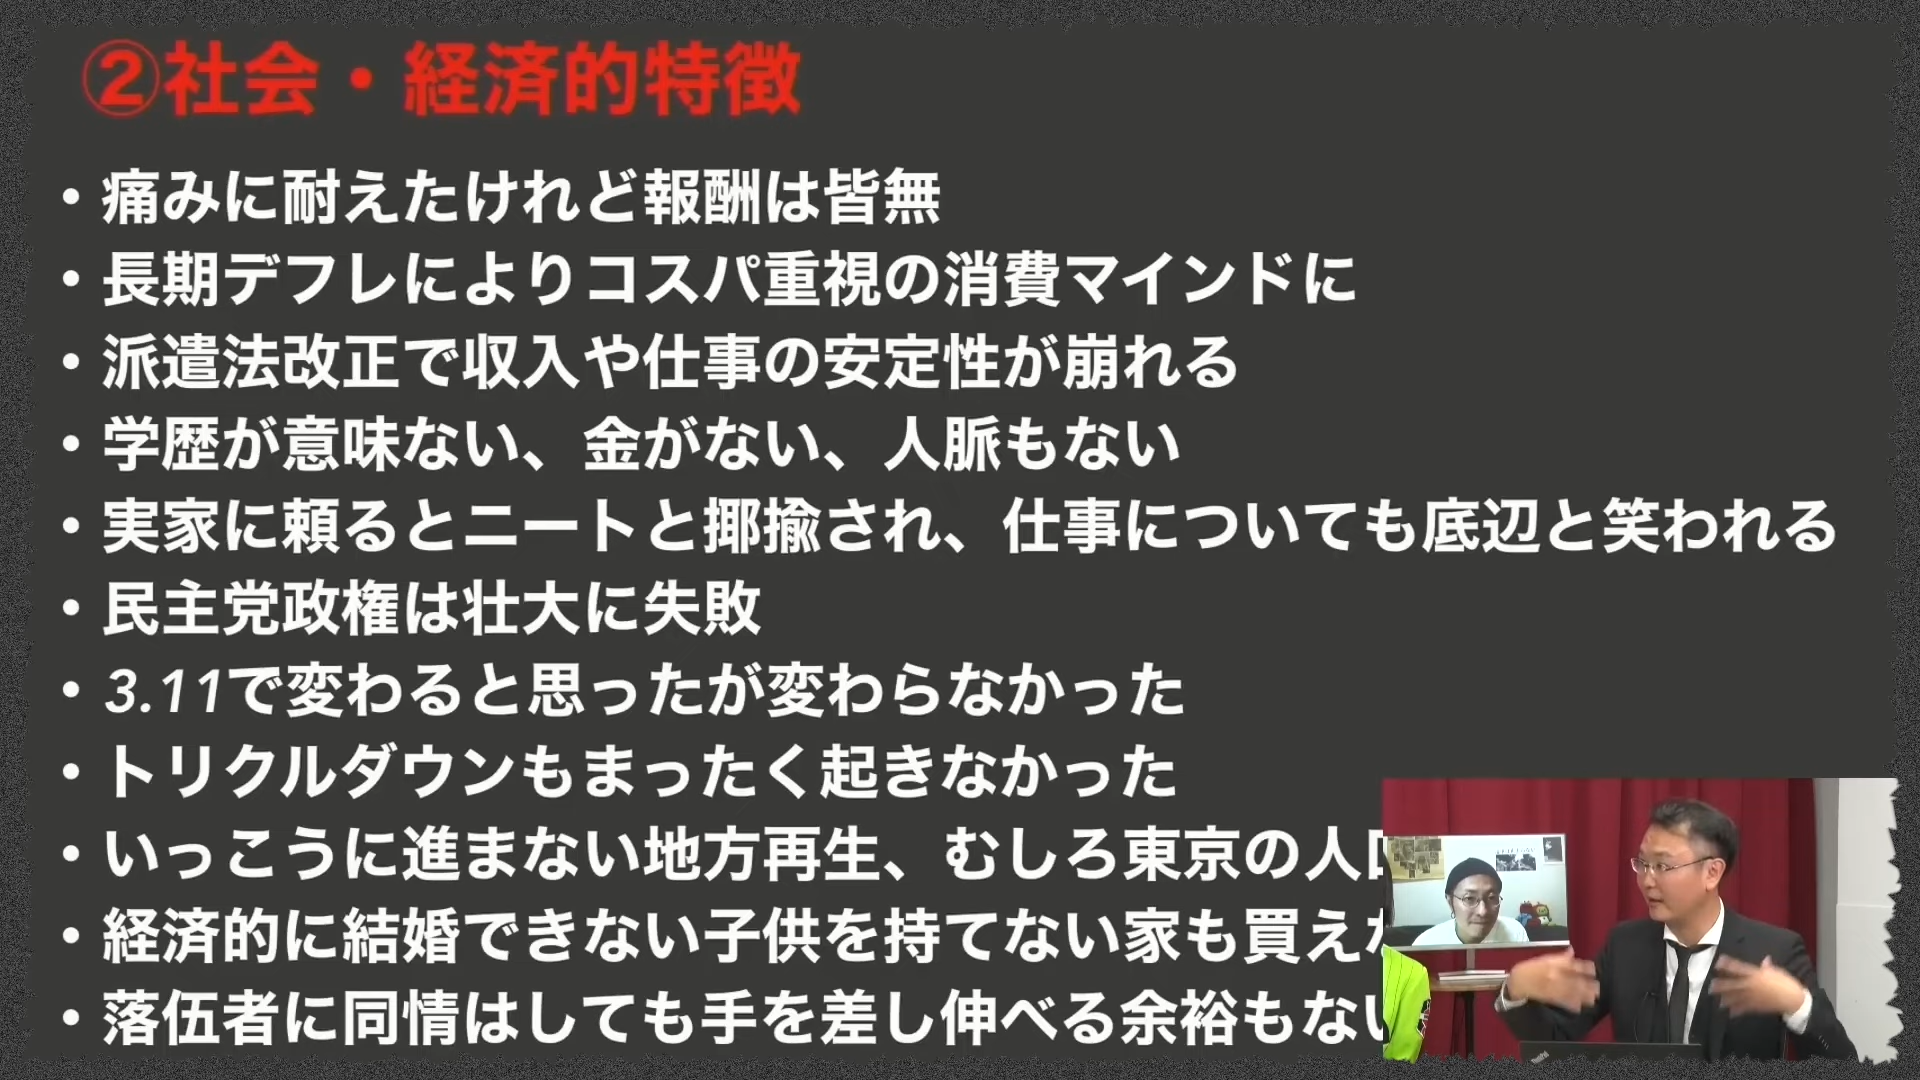 ②社会・経済的特徴
・痛みに耐えたけれど報酬は皆無
・長期デフレによりコスパ重視の消費マインドに
・派遣法改正で収入や仕事の安定性が崩れる
・学歴が意味ない、金がない、人脈もない
・実家に頼るとニートと揶揄され、仕事についても底辺と笑われる
・民主党政権は壮大に失敗
・3.11で変わると思ったが変わらなかった
・トリクルダウンもまったく起きなかった
・いっこうに進まない地方再生、むしろ東京の人
・経済的に結婚できない子供を持てない家も買え
・落伍者に同情はしても手を差し伸べる余裕もな